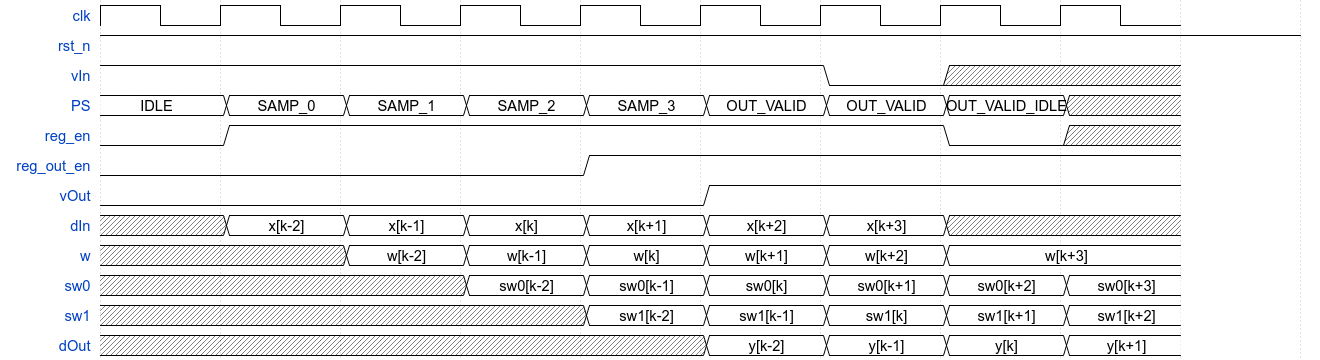 clk
rst_n
vIn
PS IDLE SAMP_0 SAMP_1 SAMP_2 SAMP_3 OUT_VALID OUT_VALID OUT_VALID_IDLE
reg_en
reg_out_en
vOut
dIn x[k-2] x[k-1] x[k] x[k+1] x[k+2] x[k+3]
w w[k-2] w[k-1] w[k] w[k+1] w[k+2] w[k+3]
sw0 sw0[k-2] sw0[k-1] sw0[k] sw0[k+1] sw0[k+2] sw0[k+3]
sw1 sw1[k-2] sw1[k-1] sw1[k] sw1[k+1] sw1[k+2]
dOut y[k-2] y[k-1] y[k] y[k+1]